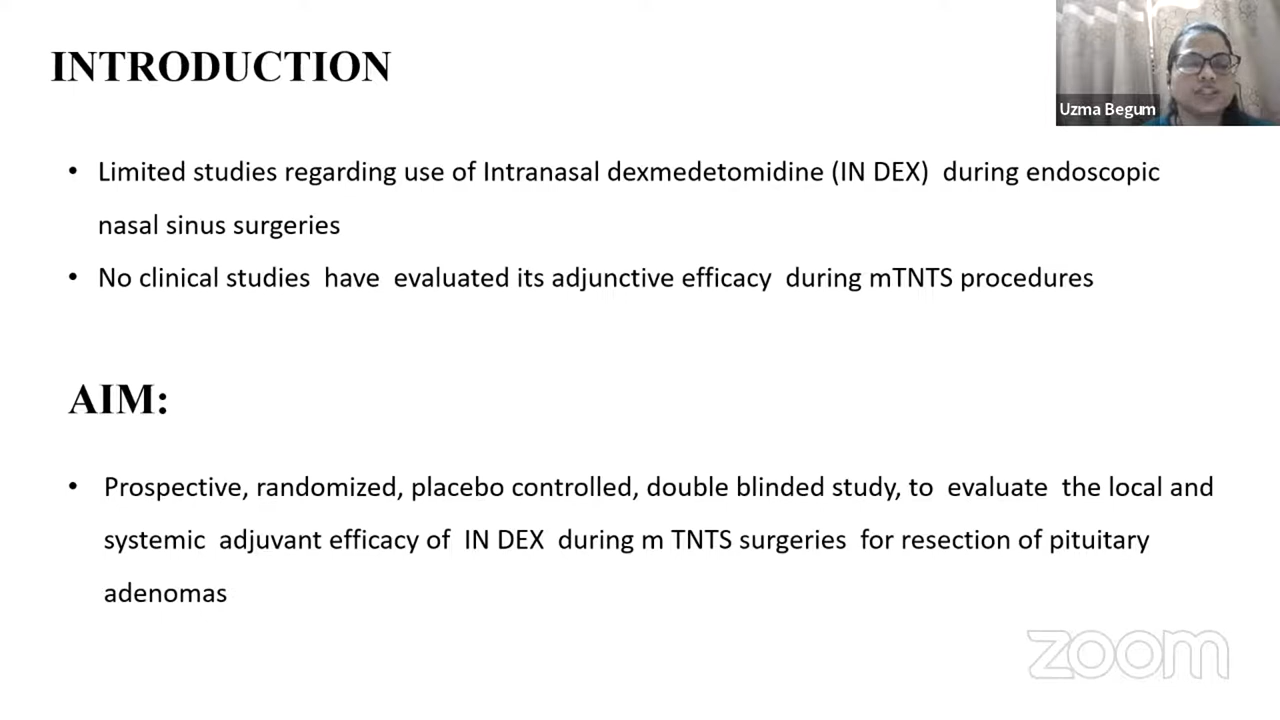 INTRODUCTION
Uzma Begum
• Limited studies regarding use of Intranasal dexmedetomidine (IN DEX) during endoscopic
nasal sinus surgeries
• No clinical studies have evaluated its adjunctive efficacy during mTNTS procedures
AIM:
• Prospective, randomized, placebo controlled, double blinded study, to evaluate the local and
systemic adjuvant efficacy of IN DEX during m TNTS surgeries for resection of pituitary
adenomas
zoom